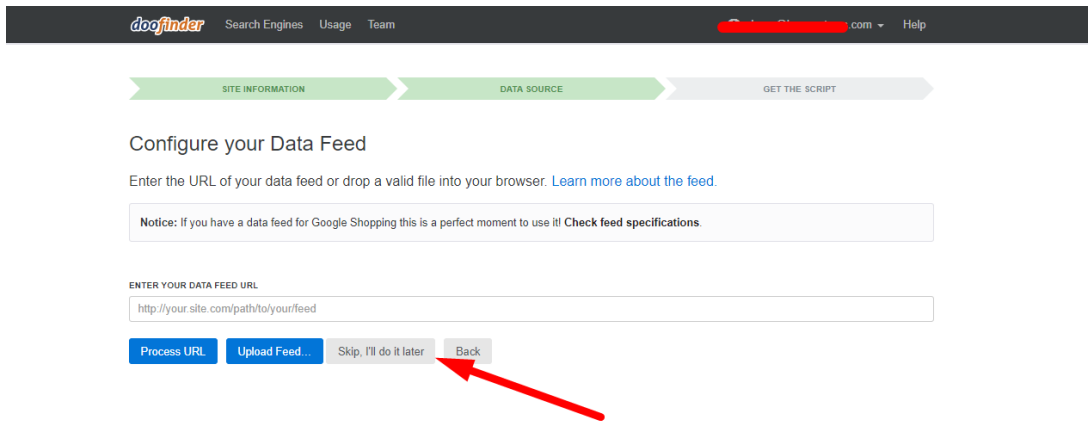 doofinder Search Engines Usage Team .com Help
SITE INFORMATION DATA SOURCE GET THE SCRIPT
Configure your Data Feed
Enter the URL of your data feed or drop a valid file into your browser. Learn more about the feed.
Notice: If you have a data feed for Google Shopping this is a perfect moment to use it! Check feed specifications.
ENTER YOUR DATA FEED URL
http://your.site.com/path/to/your/feed
Process URL Upload Feed... Skip, I'll do it later Back